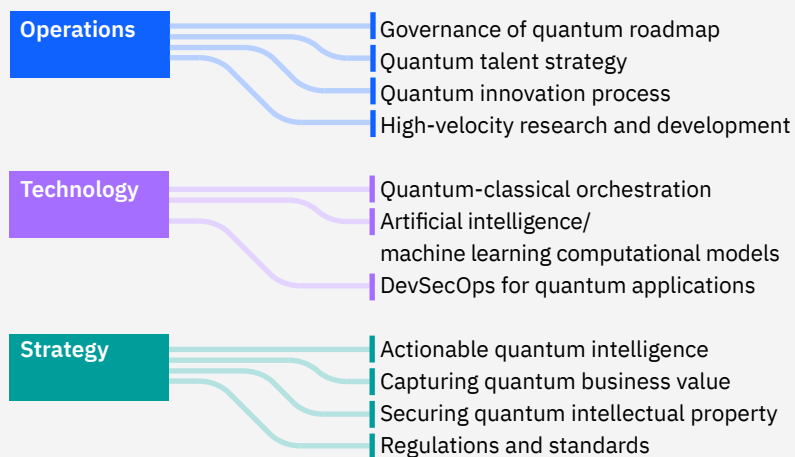 Operations
Governance of quantum roadmap
Quantum talent strategy
Quantum innovation process
High-velocity research and development
Technology
Quantum-classical orchestration
Artificial intelligence/
machine learning computational models
DevSecOps for quantum applications
Strategy
Actionable quantum intelligence
Capturing quantum business value
Securing quantum intellectual property
Regulations and standards